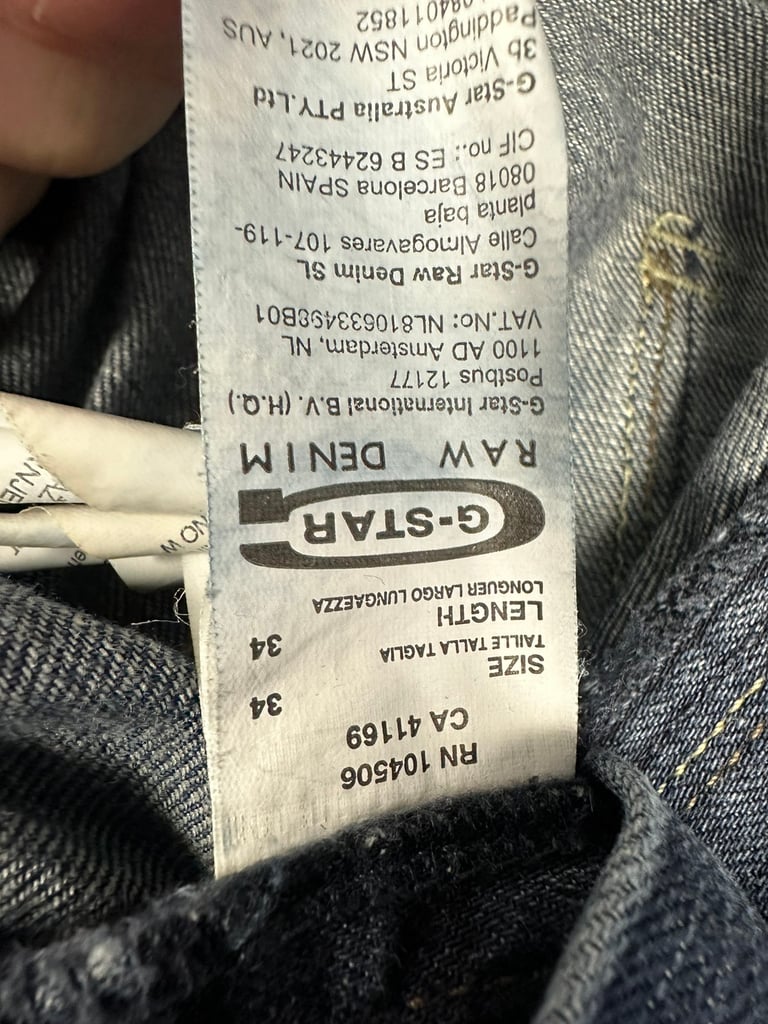 RN 104506
CA 41169
SIZE 34
TAILLE TALLA TAGLIA
LENGTH 34
LONGUER LARGO LUNGAEZZA
G-STAR
RAW DENIM
G-Star International B.V. (H.Q.)
Postbus 12177
1100 AD Amsterdam, NL
VAT.No: NL810633498B01
G-Star Raw Denim SL
Calle Almogavares 107-119-
planta baja
08018 Barcelona SPAIN
CIF no.: ES B 62443247
G-Star Australia PTY.Ltd
3b Victoria ST
Paddington NSW 2021, AUS